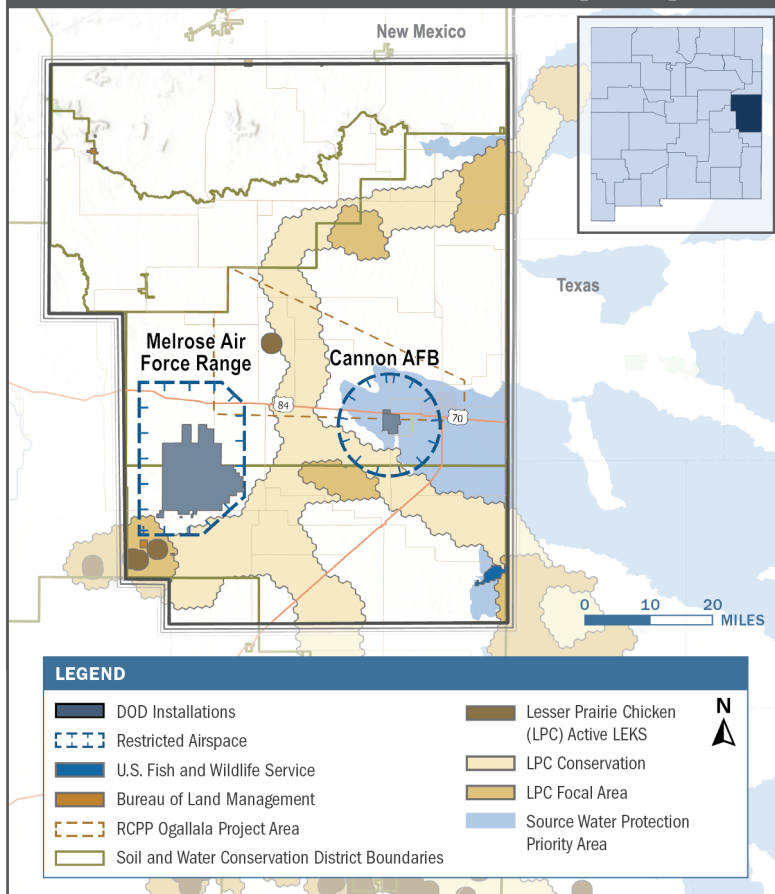 New Mexico
Texas
Melrose Air
Force Range
Cannon AFB
84
70
0 10 20
MILES
LEGEND
DOD Installations
Restricted Airspace
U.S. Fish and Wildlife Service
Bureau of Land Management
RCPP Ogallala Project Area
Soil and Water Conservation District Boundaries
Lesser Prairie Chicken
(LPC) Active LEKS
LPC Conservation
LPC Focal Area
Source Water Protection
Priority Area
N